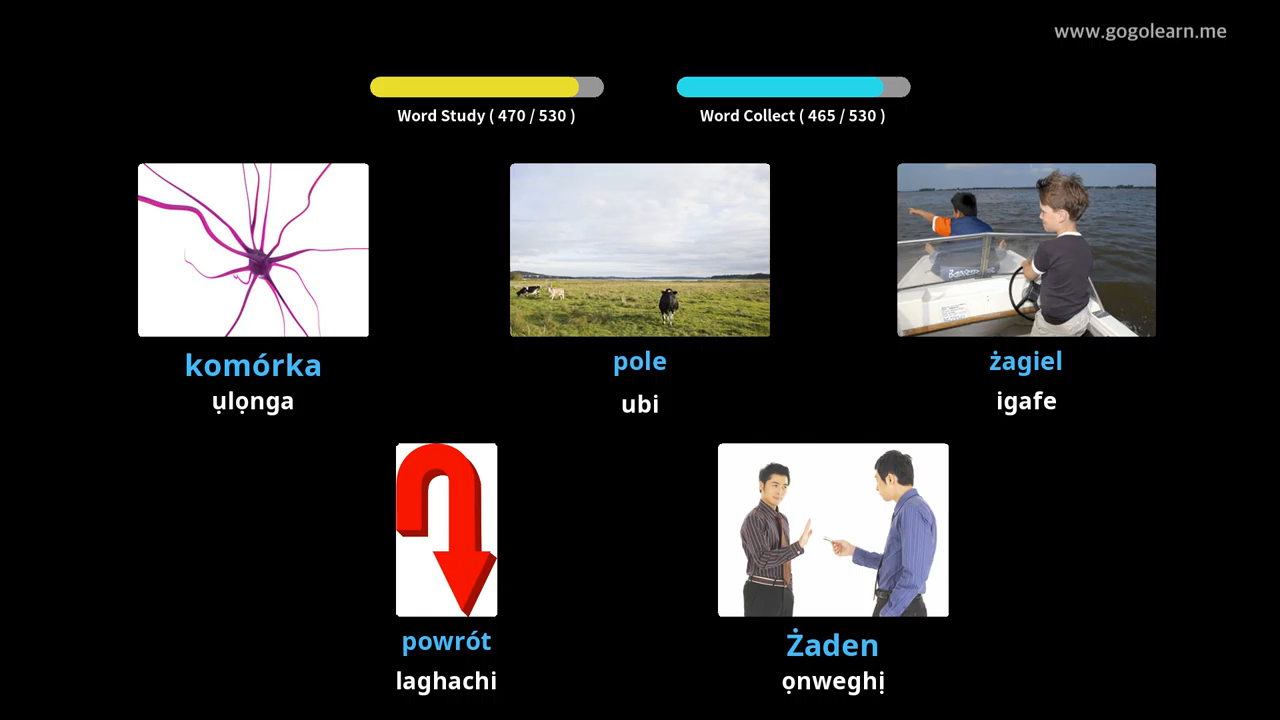 www.gogolearn.me
Word Study ( 470 / 530 )
Word Collect ( 465 / 530 )
komórka
ụlọnga
pole
ubi
żagiel
igafe
powrót
laghachi
Żaden
ọnweghị